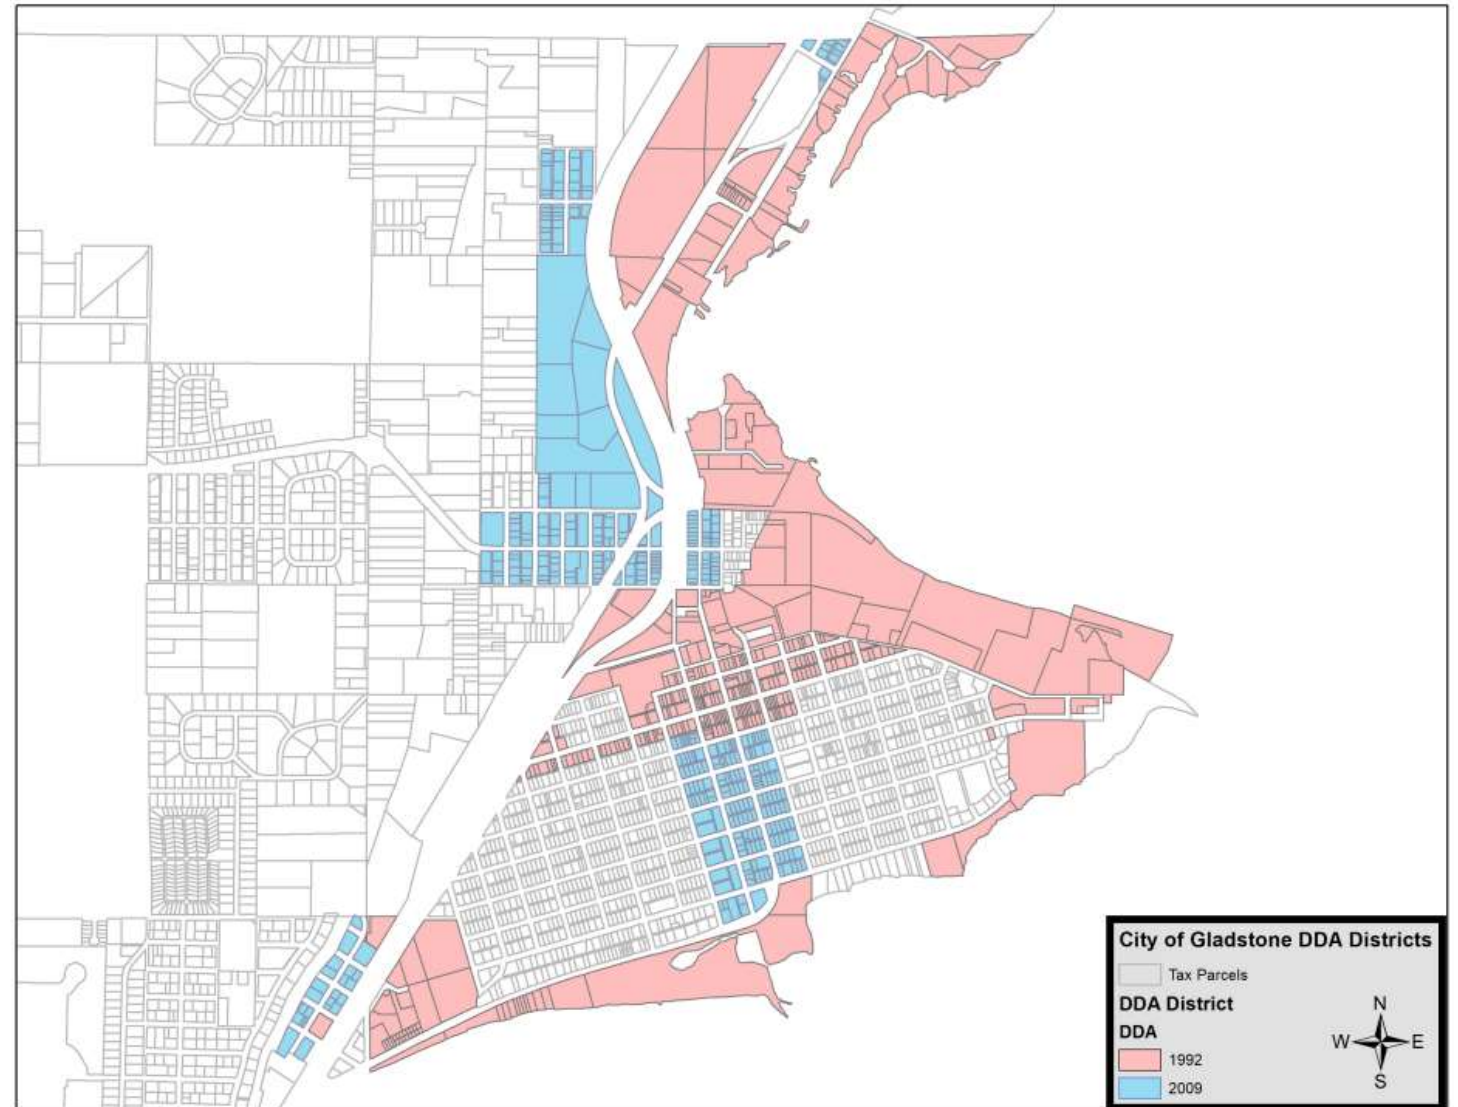 City of Gladstone DDA Districts
Tax Parcels
DDA District
DDA
1992
2009
N
W E
S